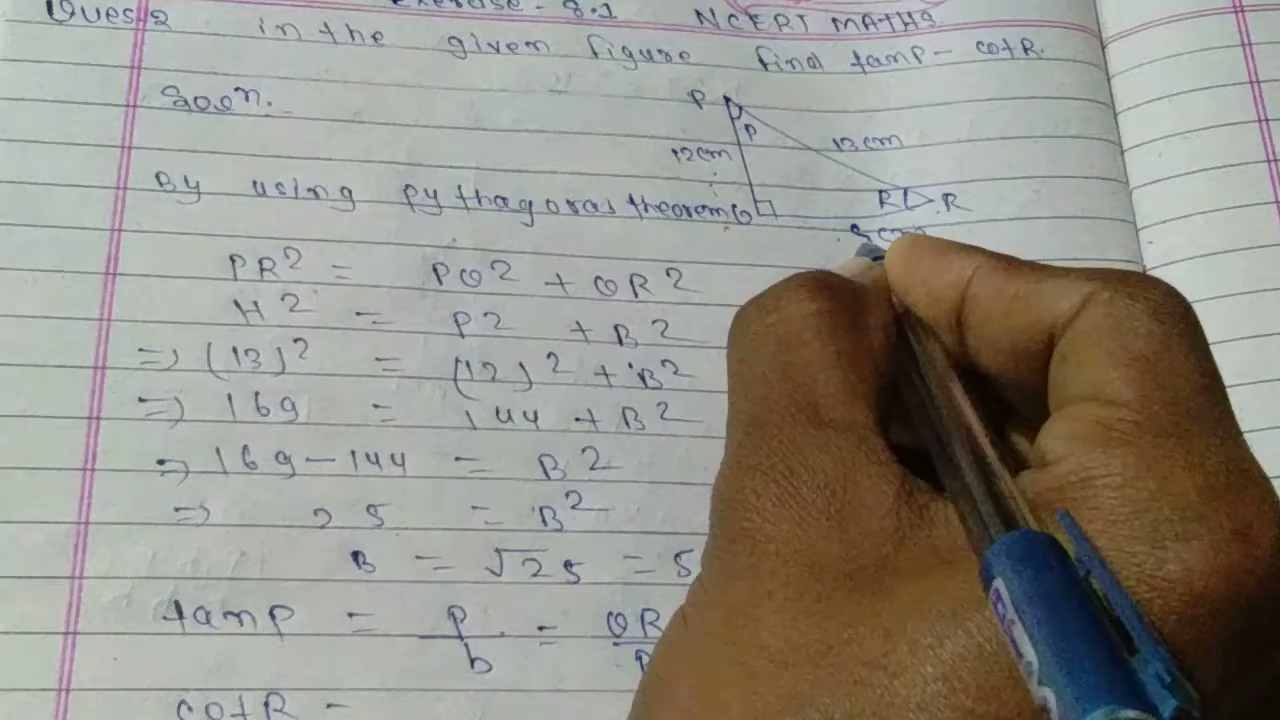 Ques 2 Exercise - 8.1 NCERT MATHS
in the given figure find tanp - cotR.
Soln.
P
P
12cm 13cm
By using pythagoras theorem Q R R
5cm
PR2 = PQ2 + QR2
H2 = P2 + B2
=> (13)2 = (12)2 + B2
=> 169 = 144 + B2
=> 169 - 144 = B2
=> 25 = B2
B = √25 = 5
tanp = p/b = QR/P
cotR =